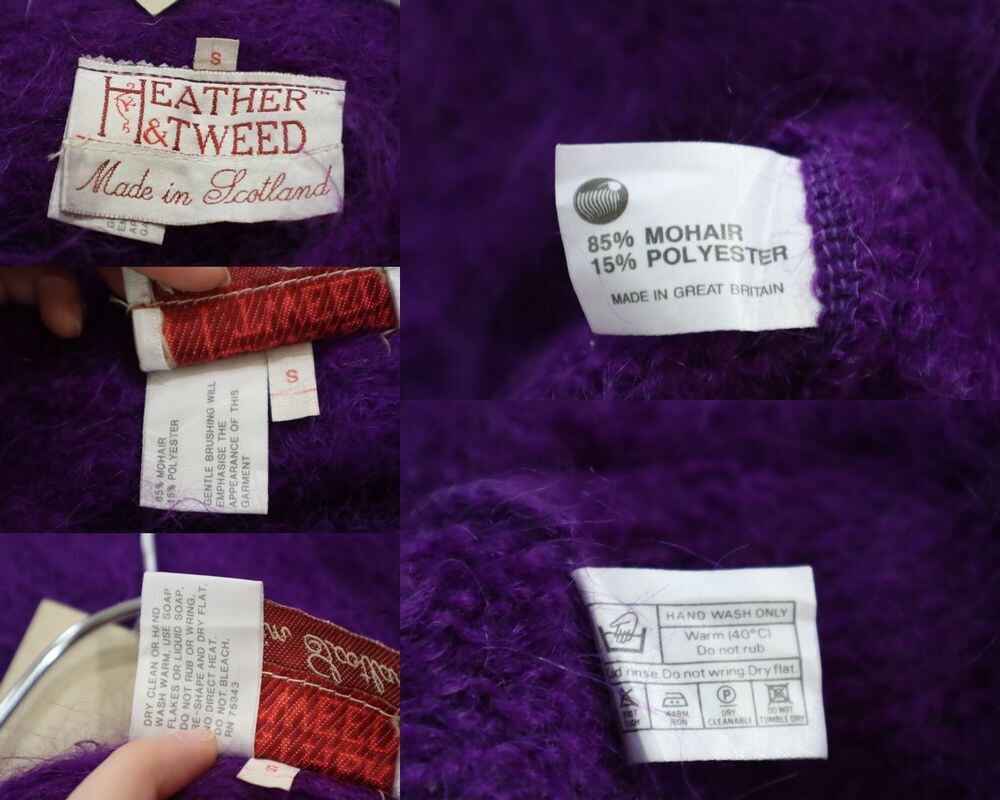 S
HEATHER
&TWEED
Made in Scotland
85% MOHAIR
15% POLYESTER
MADE IN GREAT BRITAIN
S
85% MOHAIR
15% POLYESTER
GENTLE BRUSHING WILL
EMPHASISE THE
APPEARANCE OF THIS
GARMENT
DRY CLEAN OR HAND
WASH WARM, USE SOAP
FLAKES OR LIQUID SOAP.
DO NOT RUB OR WRING.
RE-SHAPE AND DRY FLAT.
NO DIRECT HEAT.
DO NOT BLEACH.
RN 75343
S
HAND WASH ONLY
Warm (40°C)
Do not rub
rinse. Do not wring Dry flat
WARM
IRON
P
DRY
CLEANABLE
DO NOT
TUMBLE DRY